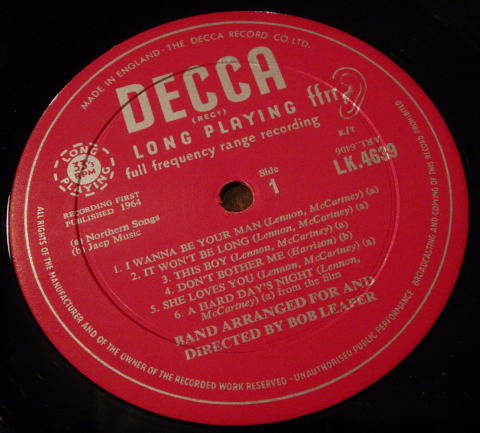 MADE IN ENGLAND · THE DECCA RECORD CO. LTD.
DECCA
(REGᵈ)
LONG PLAYING ffrr
full frequency range recording
LONG PLAYING
33⅓ RPM
RECORDING FIRST
PUBLISHED 1964
Side
1
ARL-6406
LK.4639
(a) Northern Songs
(b) Jaep Music
1. I WANNA BE YOUR MAN (Lennon, McCartney) (a)
2. IT WON'T BE LONG (Lennon, McCartney) (a)
3. THIS BOY (Lennon, McCartney) (a)
4. DON'T BOTHER ME (Harrison) (b)
5. SHE LOVES YOU (Lennon, McCartney) (a)
6. A HARD DAY'S NIGHT (Lennon,
McCartney) (a) from the film
BAND ARRANGED FOR AND
DIRECTED BY BOB LEAPER
ALL RIGHTS OF THE MANUFACTURER AND OF THE OWNER OF THE RECORDED WORK RESERVED · UNAUTHORISED PUBLIC PERFORMANCE BROADCASTING AND COPYING OF THIS RECORD PROHIBITED